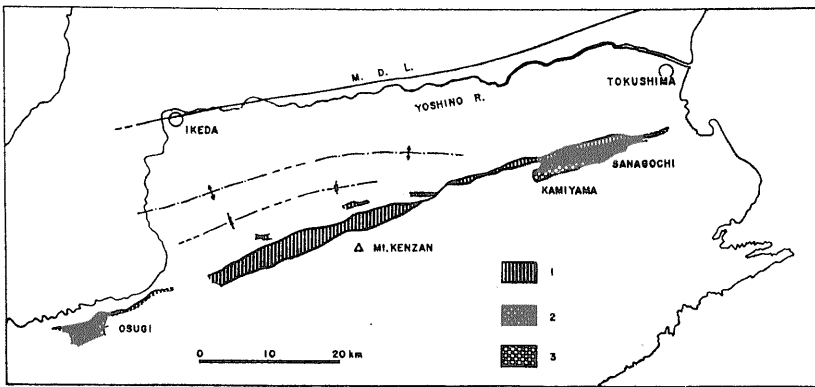 M. D. L.
TOKUSHIMA
YOSHINO R.
IKEDA
SANAGOCHI
KAMIYAMA
MT. KENZAN
1
OSUGI
2
0 10 20 km
3